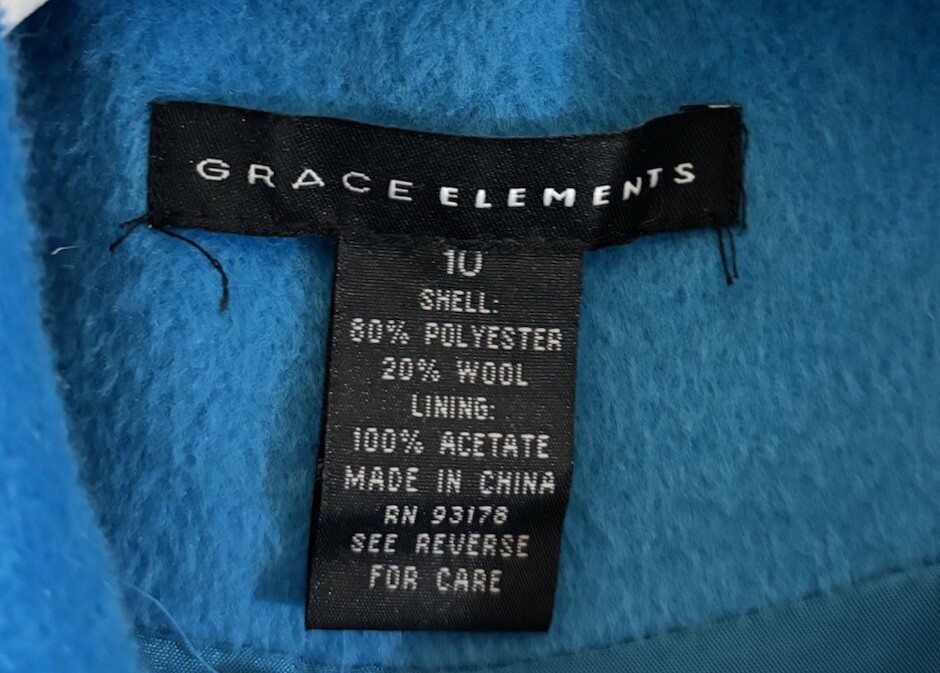 GRACE ELEMENTS
10
SHELL:
80% POLYESTER
20% WOOL
LINING:
100% ACETATE
MADE IN CHINA
RN 93178
SEE REVERSE
FOR CARE